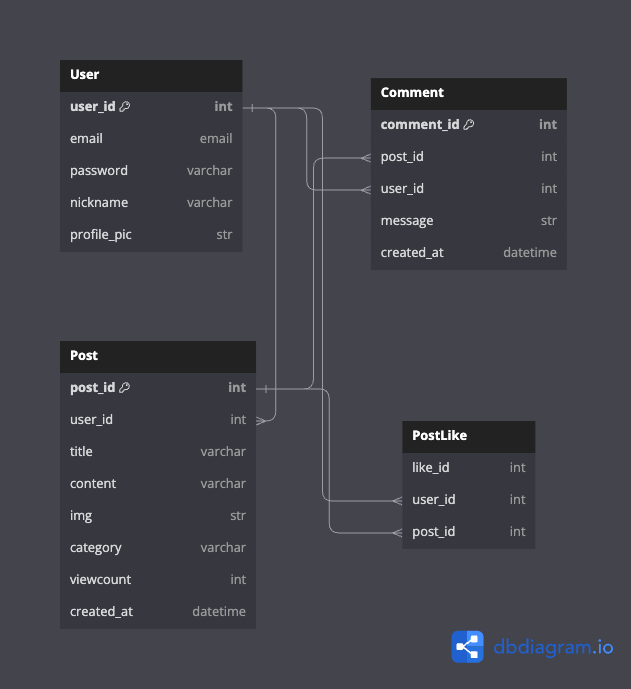 User
user_id int
email email
password varchar
nickname varchar
profile_pic str
Comment
comment_id int
post_id int
user_id int
message str
created_at datetime
Post
post_id int
user_id int
title varchar
content varchar
img str
category varchar
viewcount int
created_at datetime
PostLike
like_id int
user_id int
post_id int
dbdiagram.io